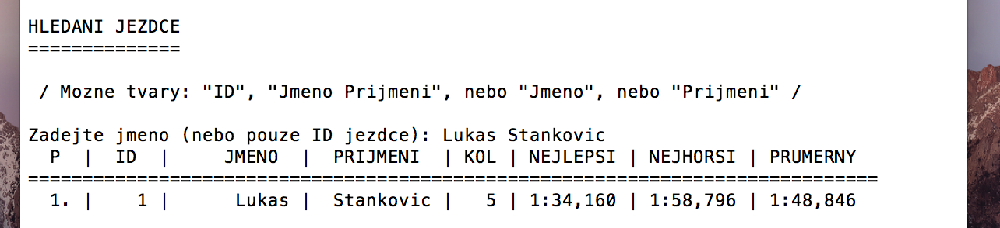 HLEDANI JEZDCE
==============
/ Mozne tvary: "ID", "Jmeno Prijmeni", nebo "Jmeno", nebo "Prijmeni" /
Zadejte jmeno (nebo pouze ID jezdce): Lukas Stankovic
P | ID | JMENO | PRIJMENI | KOL | NEJLEPSI | NEJHORSI | PRUMERNY
==============================================================================
1. | 1 | Lukas | Stankovic | 5 | 1:34,160 | 1:58,796 | 1:48,846